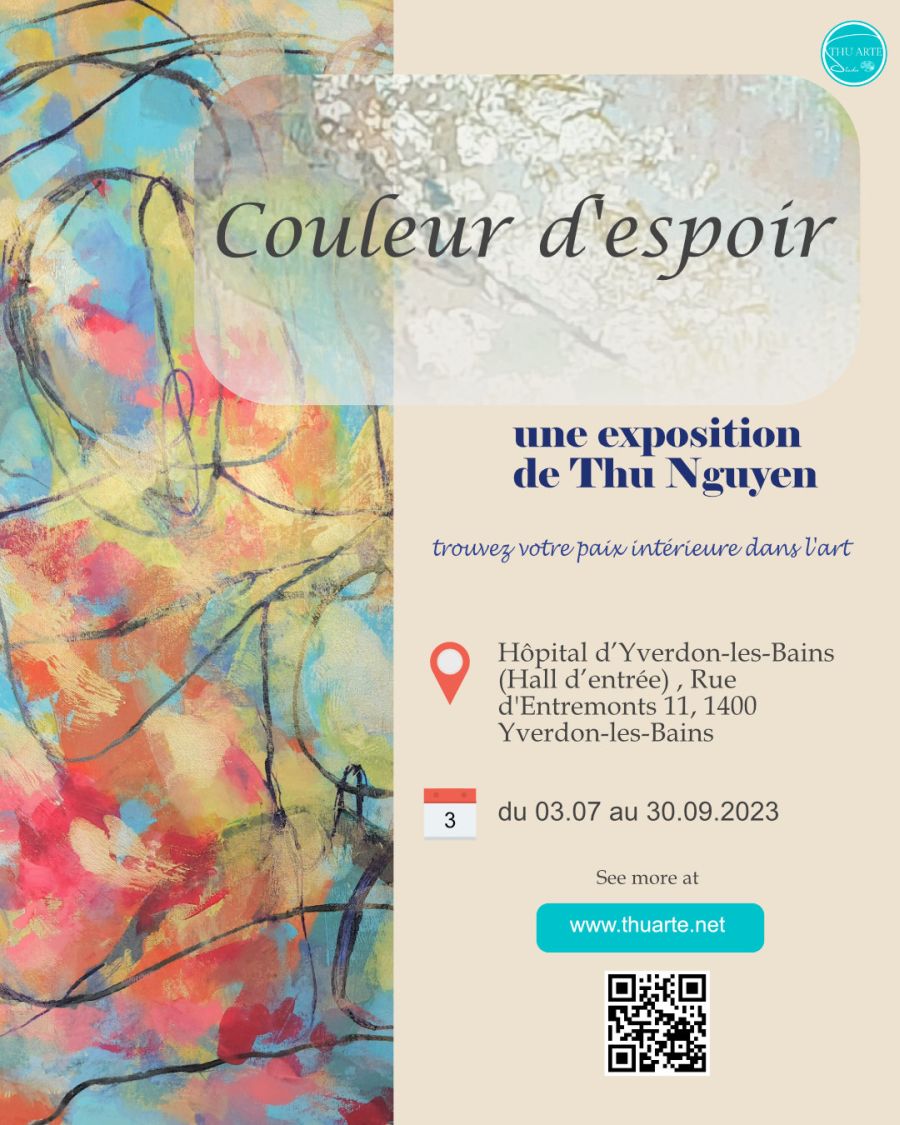 THU ARTE
Studio
Couleur d'espoir
une exposition
de Thu Nguyen
trouvez votre paix intérieure dans l'art
Hôpital d’Yverdon-les-Bains
(Hall d’entrée) , Rue
d'Entremonts 11, 1400
Yverdon-les-Bains
3
du 03.07 au 30.09.2023
See more at
www.thuarte.net